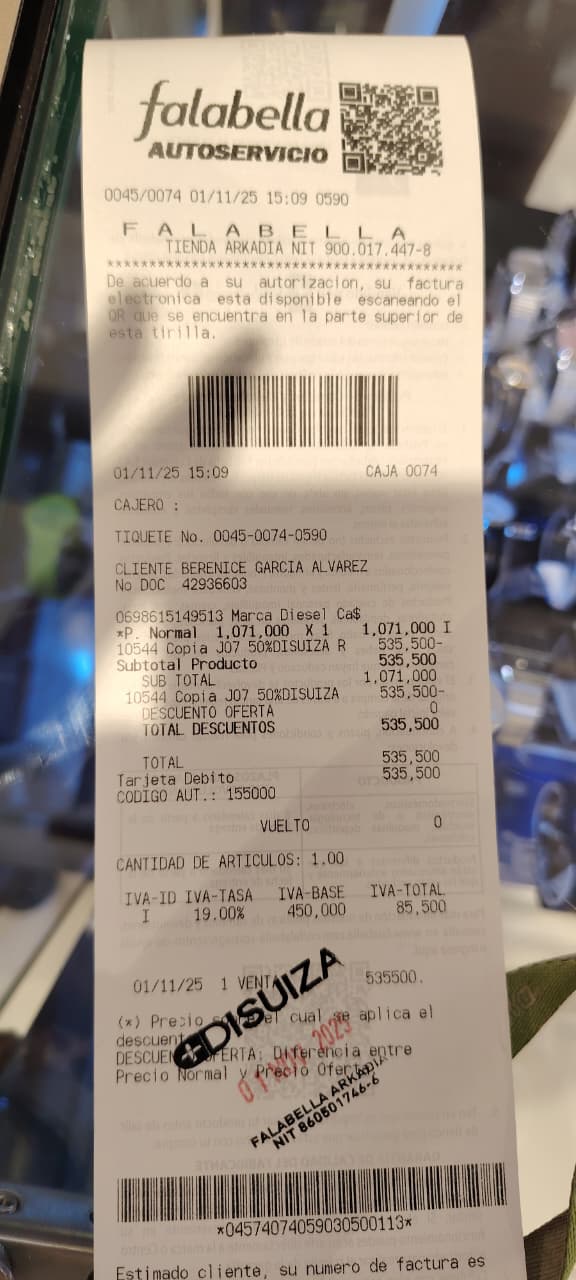 falabella
AUTOSERVICIO
0045/0074 01/11/25 15:09 0590
F A L A B E L L A
TIENDA ARKADIA NIT 900.017.447-8
******************************************
De acuerdo a su autorizacion, su factura
electronica esta disponible escaneando el
QR que se encuentra en la parte superior de
esta tirilla.
01/11/25 15:09 CAJA 0074
CAJERO :
TIQUETE No. 0045-0074-0590
CLIENTE BERENICE GARCIA ALVAREZ
No DOC 42936603
0698615149513 Marca Diesel Ca$
*P. Normal 1,071,000 X 1 1,071,000 I
10544 Copia J07 50%DISUIZA R 535,500-
Subtotal Producto 535,500
SUB TOTAL 1,071,000
10544 Copia J07 50%DISUIZA 535,500-
DESCUENTO OFERTA 0
TOTAL DESCUENTOS 535,500
TOTAL 535,500
Tarjeta Debito 535,500
CODIGO AUT.: 155000
VUELTO 0
CANTIDAD DE ARTICULOS: 1.00
IVA-ID IVA-TASA IVA-BASE IVA-TOTAL
I 19.00% 450,000 85,500
01/11/25 1 VENTA 535500.
(*) Precio el cual se aplica el
descuent
DESCUEN OFERTA: Diferencia entre
Precio Normal y Precio Oferta
DISUIZA
01 NOV 2025
FALABELLA ARKADIA
NIT 860501746-6
*04574074059030500113*
Estimado cliente, su numero de factura es